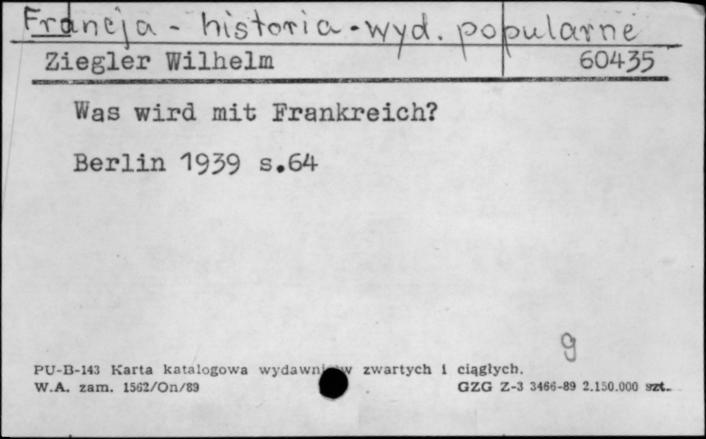 Francja - historia - wyd. popularne
Ziegler Wilhelm 60435
Was wird mit Frankreich?
Berlin 1939 s.64
9
PU-B-143 Karta katalogowa zwartych i ciągłych.
W.A. zam. 1562/On/89 GZG Z-3 3466-89 2.150.000 szt.